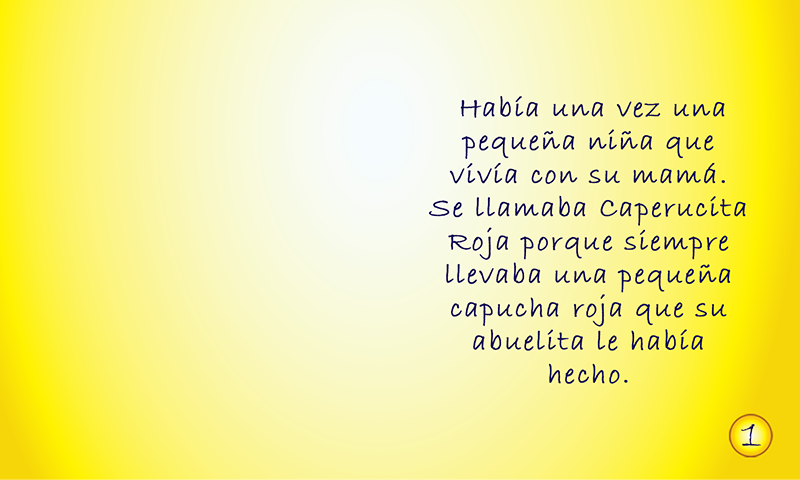 Había una vez una
pequeña niña que
vivía con su mamá.
Se llamaba Caperucita
Roja porque siempre
llevaba una pequeña
capucha roja que su
abuelita le había
hecho.
1